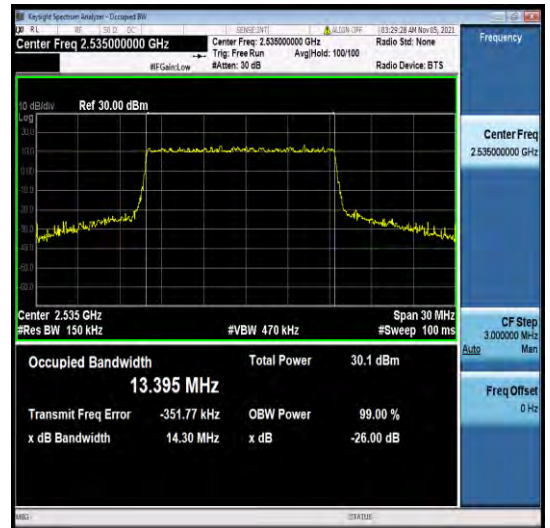 Keysight Spectrum Analyzer - Occupied BW
RL RF 50 Ω DC SENSE:INT ALIGN OFF 03:29:28 AM Nov 05, 2021
Center Freq 2.535000000 GHz
Center Freq: 2.535000000 GHz
Radio Std: None
Trig: Free Run Avg|Hold: 100/100
#IFGain:Low #Atten: 30 dB Radio Device: BTS
10 dB/div Ref 30.00 dBm
Log
Center 2.535 GHz Span 30 MHz
#Res BW 150 kHz #VBW 470 kHz #Sweep 100 ms
Occupied Bandwidth Total Power 30.1 dBm
13.395 MHz
Transmit Freq Error -351.77 kHz OBW Power 99.00 %
x dB Bandwidth 14.30 MHz x dB -26.00 dB
MSG STATUS
Frequency
Center Freq
2.535000000 GHz
CF Step
3.000000 MHz
Auto Man
Freq Offset
0 Hz